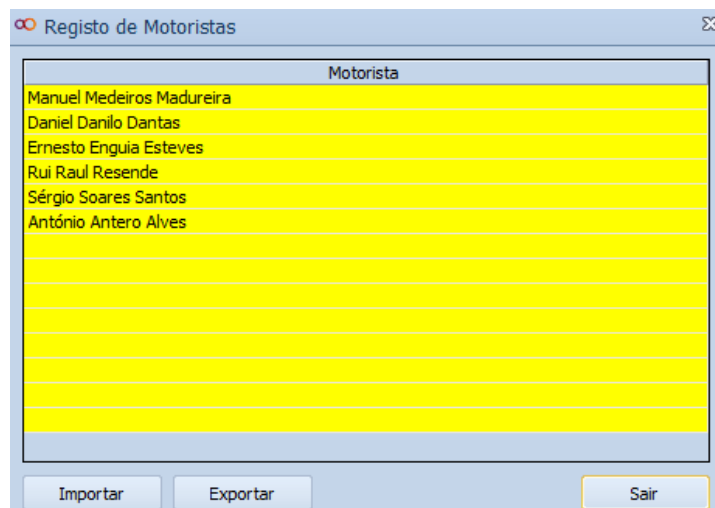 Registo de Motoristas
Motorista
Manuel Medeiros Madureira
Daniel Danilo Dantas
Ernesto Enguia Esteves
Rui Raul Resende
Sérgio Soares Santos
António Antero Alves
Importar Exportar Sair